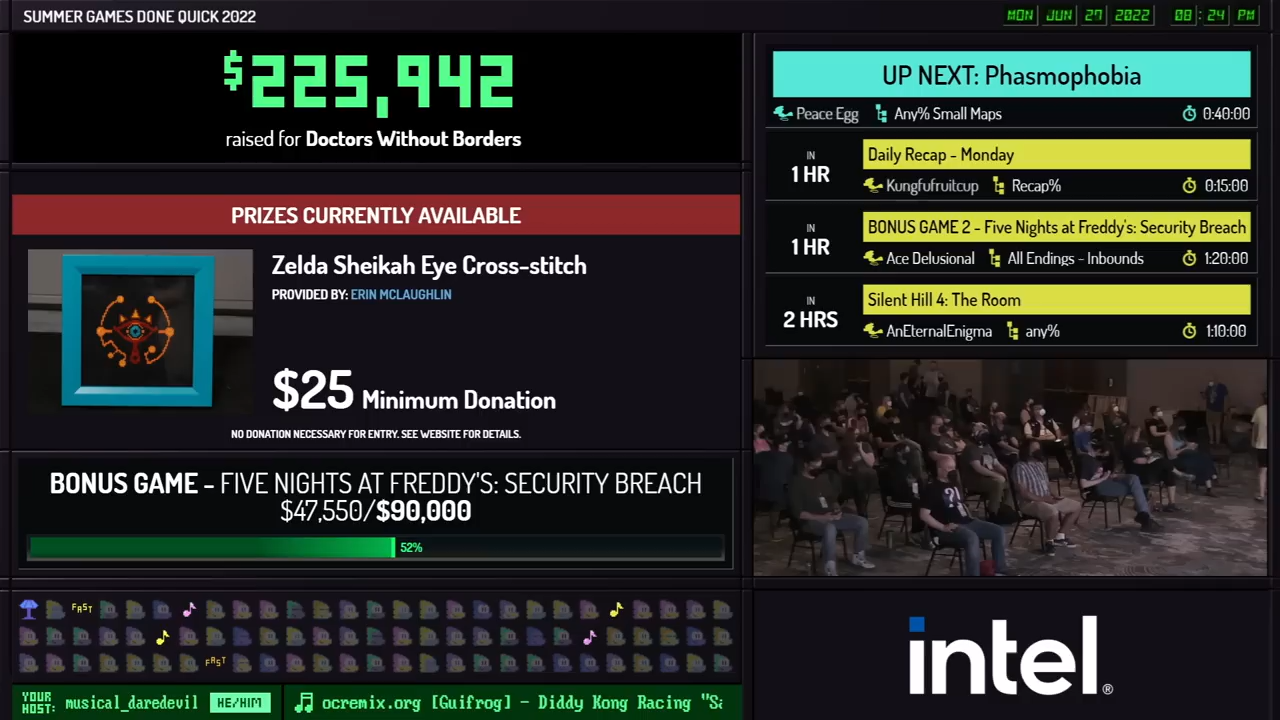 SUMMER GAMES DONE QUICK 2022
MON JUN 27 2022 08:24 PM
$225,942
raised for Doctors Without Borders
PRIZES CURRENTLY AVAILABLE
Zelda Sheikah Eye Cross-stitch
PROVIDED BY: ERIN MCLAUGHLIN
$25 Minimum Donation
NO DONATION NECESSARY FOR ENTRY. SEE WEBSITE FOR DETAILS.
BONUS GAME - FIVE NIGHTS AT FREDDY'S: SECURITY BREACH
$47,550/$90,000
52%
FAST
FAST
YOUR HOST: musical_daredevil HE/HIM
ocremix.org [Guifrog] - Diddy Kong Racing "Sa
UP NEXT: Phasmophobia
Peace Egg Any% Small Maps 0:40:00
IN 1 HR
Daily Recap - Monday
Kungfufruitcup Recap% 0:15:00
IN 1 HR
BONUS GAME 2 - Five Nights at Freddy's: Security Breach
Ace Delusional All Endings - Inbounds 1:20:00
IN 2 HRS
Silent Hill 4: The Room
AnEternalEnigma any% 1:10:00
intel®